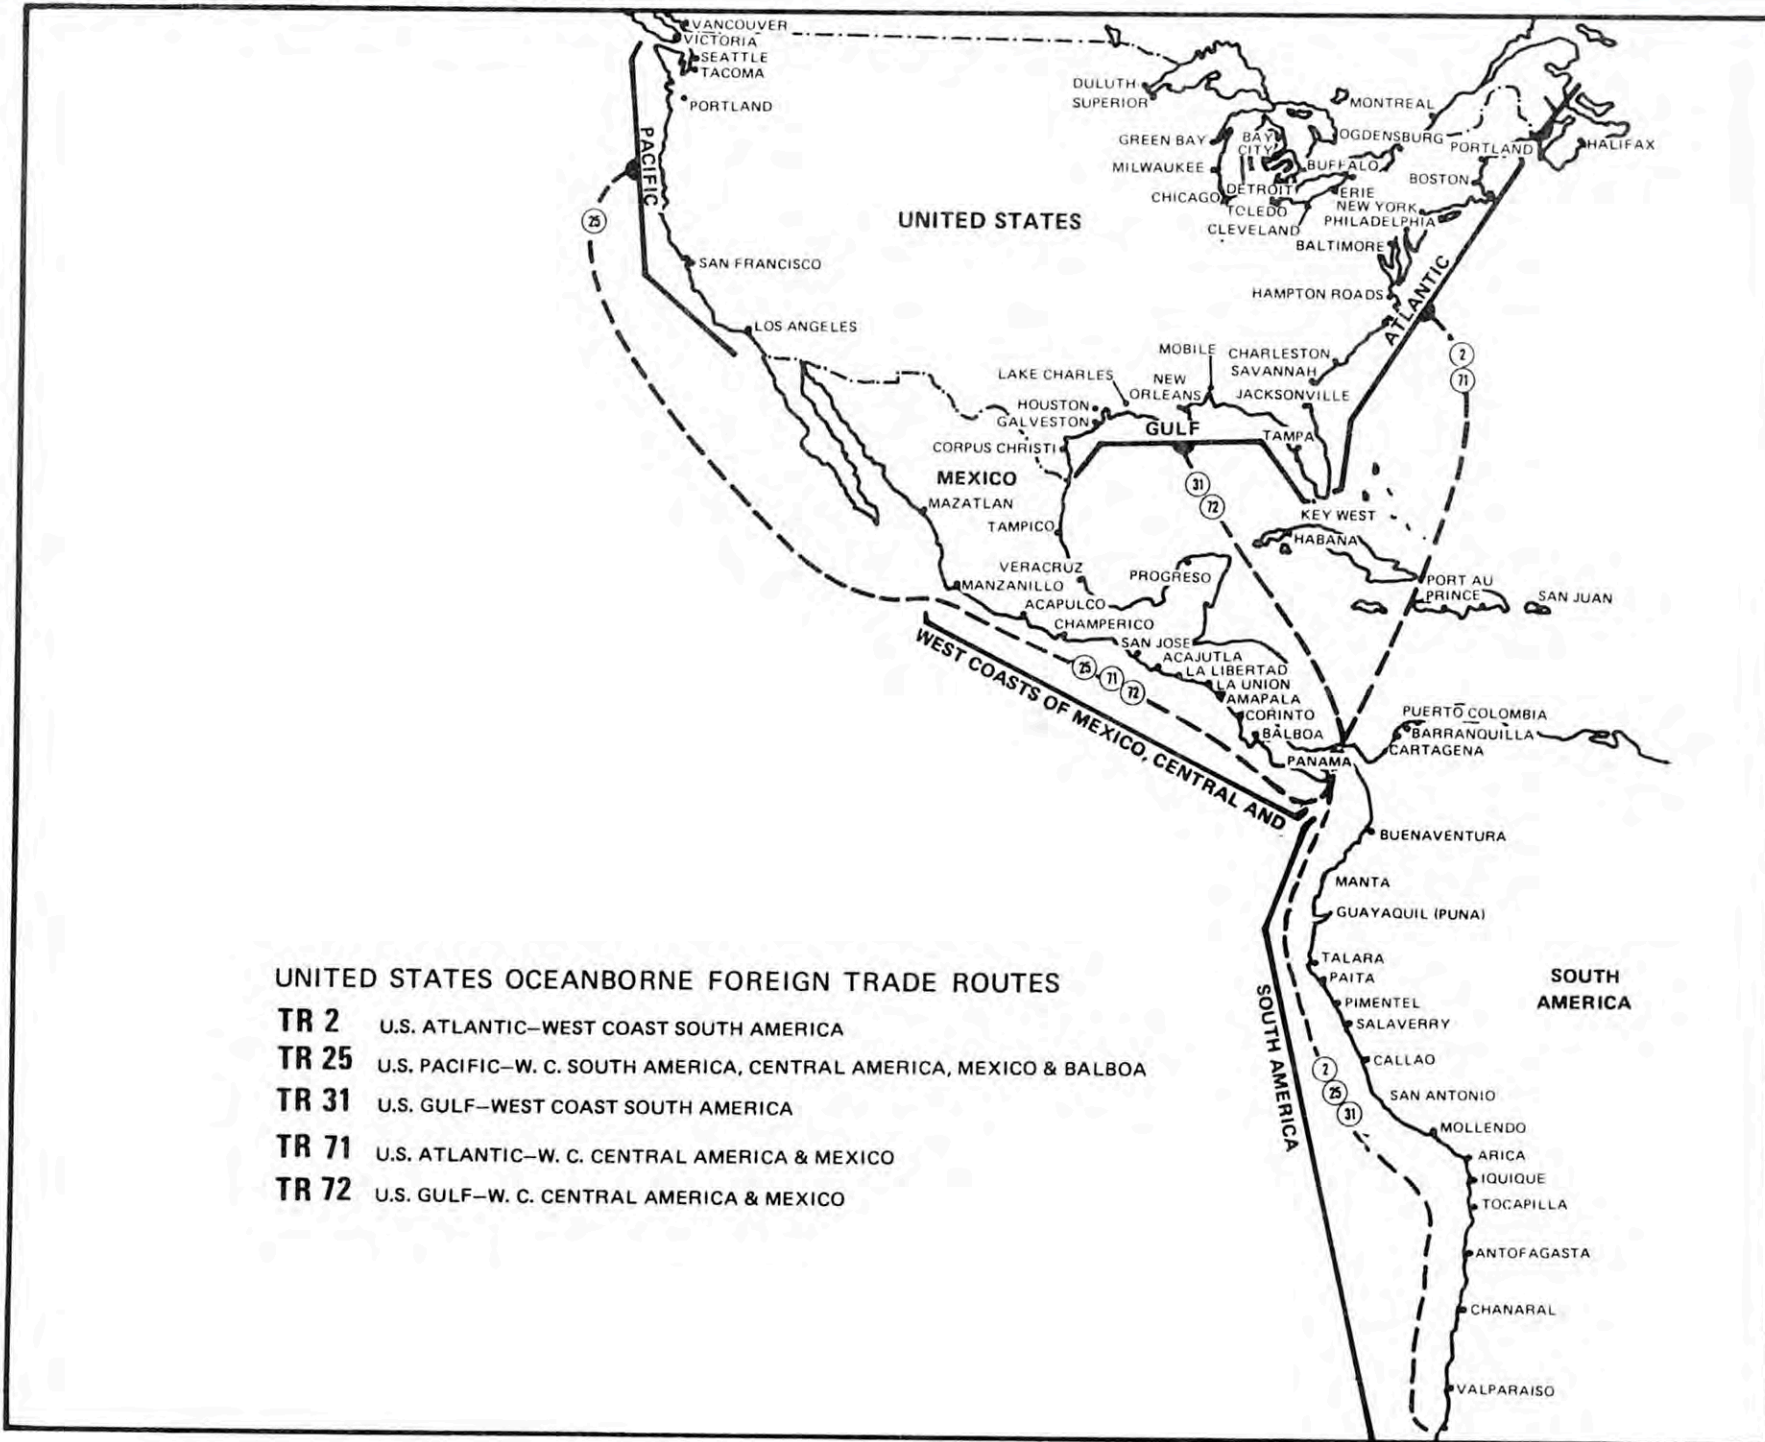 VANCOUVER
VICTORIA
SEATTLE
TACOMA
PORTLAND
PACIFIC
25
SAN FRANCISCO
LOS ANGELES
UNITED STATES
DULUTH
SUPERIOR
GREEN BAY
MILWAUKEE
CHICAGO
BAY
CITY
DETROIT
TOLEDO
CLEVELAND
MONTREAL
OGDENSBURG
BUFFALO
ERIE
PORTLAND
HALIFAX
BOSTON
NEW YORK
PHILADELPHIA
BALTIMORE
HAMPTON ROADS
ATLANTIC
2
71
MOBILE
CHARLESTON
SAVANNAH
JACKSONVILLE
LAKE CHARLES
NEW
ORLEANS
HOUSTON
GALVESTON
GULF
TAMPA
CORPUS CHRISTI
MEXICO
31
72
MAZATLAN
TAMPICO
KEY WEST
HABANA
VERACRUZ
PROGRESO
MANZANILLO
PORT AU
PRINCE
SAN JUAN
ACAPULCO
CHAMPERICO
SAN JOSE
ACAJUTLA
LA LIBERTAD
LA UNION
AMAPALA
CORINTO
BALBOA
PANAMA
25
71
72
WEST COASTS OF MEXICO, CENTRAL AND
SOUTH AMERICA
PUERTO COLOMBIA
BARRANQUILLA
CARTAGENA
BUENAVENTURA
MANTA
GUAYAQUIL (PUNA)
TALARA
PAITA
PIMENTEL
SALAVERRY
CALLAO
SOUTH
AMERICA
2
25
31
SAN ANTONIO
MOLLENDO
ARICA
IQUIQUE
TOCAPILLA
ANTOFAGASTA
CHANARAL
VALPARAISO
UNITED STATES OCEANBORNE FOREIGN TRADE ROUTES
TR 2 U.S. ATLANTIC–WEST COAST SOUTH AMERICA
TR 25 U.S. PACIFIC–W. C. SOUTH AMERICA, CENTRAL AMERICA, MEXICO & BALBOA
TR 31 U.S. GULF–WEST COAST SOUTH AMERICA
TR 71 U.S. ATLANTIC–W. C. CENTRAL AMERICA & MEXICO
TR 72 U.S. GULF–W. C. CENTRAL AMERICA & MEXICO